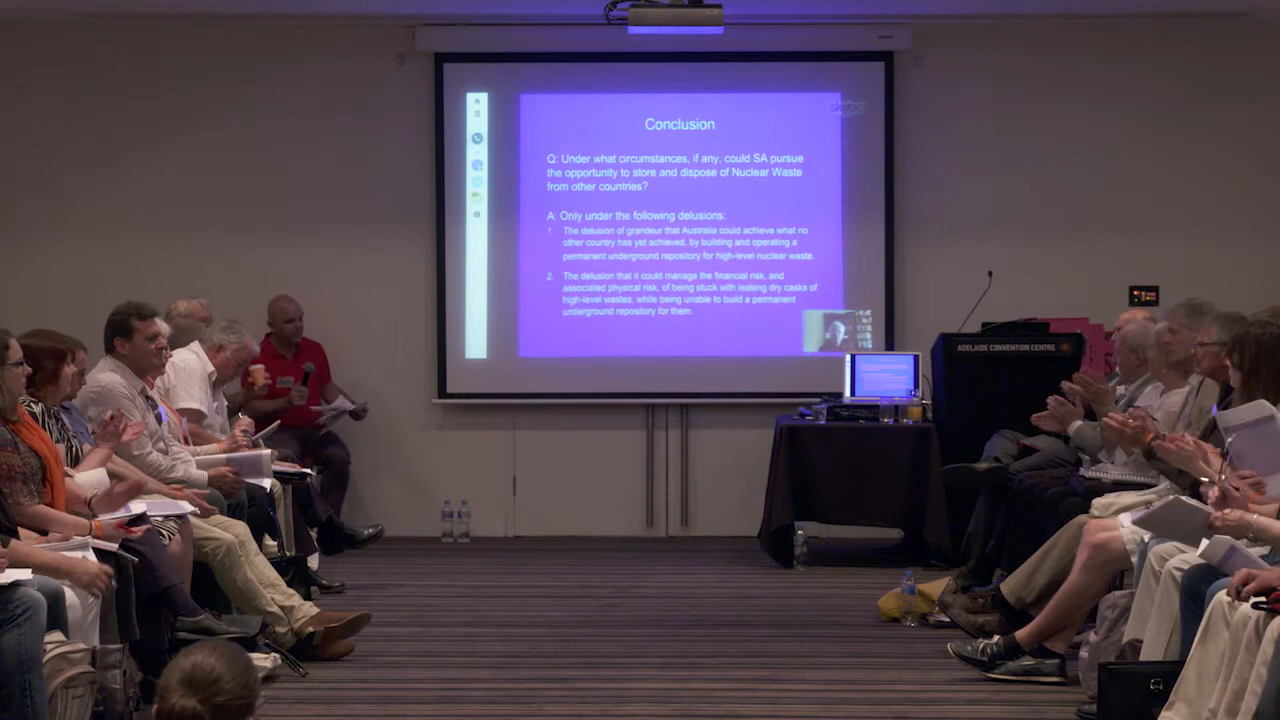 skype
Conclusion
Q: Under what circumstances, if any, could SA pursue
the opportunity to store and dispose of Nuclear Waste
from other countries?
A: Only under the following delusions:
1. The delusion of grandeur that Australia could achieve what no
other country has yet achieved, by building and operating a
permanent underground repository for high-level nuclear waste.
2. The delusion that it could manage the financial risk, and
associated physical risk, of being stuck with leaking dry casks of
high-level wastes, while being unable to build a permanent
underground repository for them.
ADELAIDE CONVENTION CENTRE